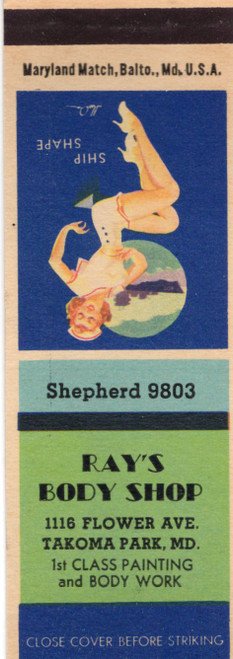 Maryland Match, Balto., Md., U.S.A.
SHIP
SHAPE
Shepherd 9803
RAY'S
BODY SHOP
1116 FLOWER AVE.
TAKOMA PARK, MD.
1st CLASS PAINTING
and BODY WORK
CLOSE COVER BEFORE STRIKING